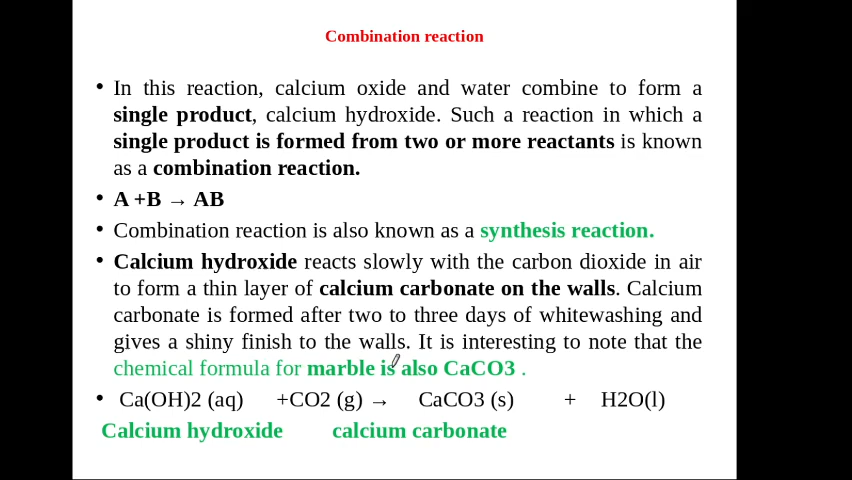 Combination reaction
• In this reaction, calcium oxide and water combine to form a
single product, calcium hydroxide. Such a reaction in which a
single product is formed from two or more reactants is known
as a combination reaction.
• A +B → AB
• Combination reaction is also known as a synthesis reaction.
• Calcium hydroxide reacts slowly with the carbon dioxide in air
to form a thin layer of calcium carbonate on the walls. Calcium
carbonate is formed after two to three days of whitewashing and
gives a shiny finish to the walls. It is interesting to note that the
chemical formula for marble is also CaCO3 .
• Ca(OH)2 (aq) +CO2 (g) → CaCO3 (s) + H2O(l)
Calcium hydroxide calcium carbonate